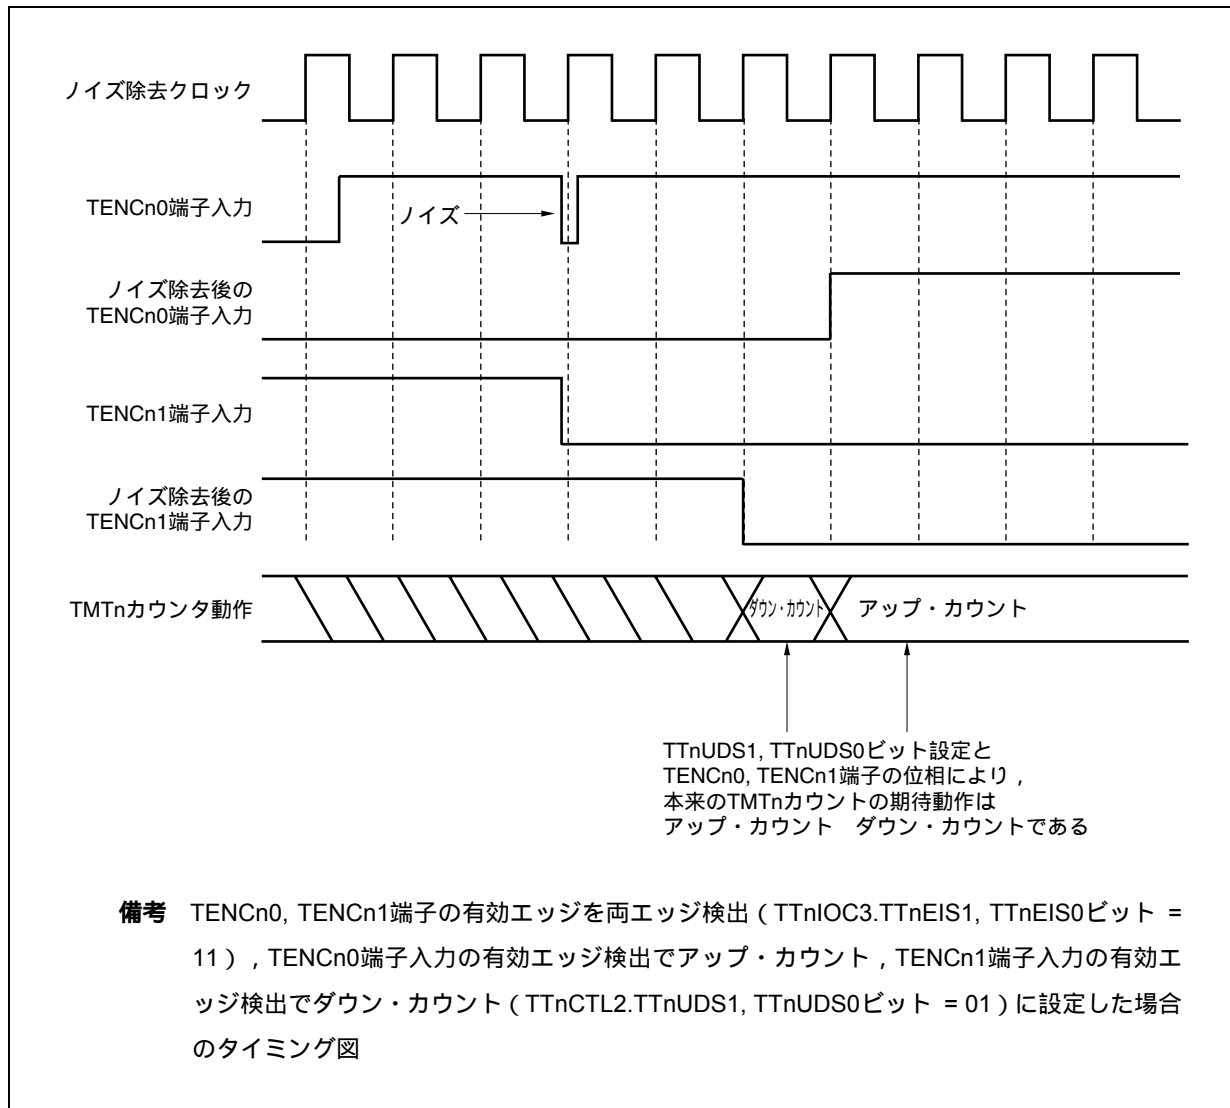 ノイズ除去クロック
TENCn0端子入力
ノイズ
ノイズ除去後の
TENCn0端子入力
TENCn1端子入力
ノイズ除去後の
TENCn1端子入力
TMTnカウンタ動作
ダウン・カウント
アップ・カウント
TTnUDS1, TTnUDS0ビット設定と
TENCn0, TENCn1端子の位相により，
本来のTMTnカウントの期待動作は
アップ・カウント　ダウン・カウントである
備考　TENCn0, TENCn1端子の有効エッジを両エッジ検出（TTnIOC3.TTnEIS1, TTnEIS0ビット =
11），TENCn0端子入力の有効エッジ検出でアップ・カウント，TENCn1端子入力の有効エ
ッジ検出でダウン・カウント（TTnCTL2.TTnUDS1, TTnUDS0ビット = 01）に設定した場合
のタイミング図